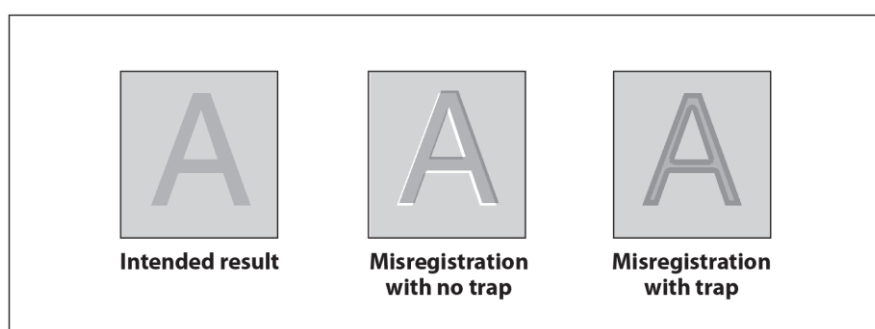 A A A
Intended result Misregistration with no trap Misregistration with trap